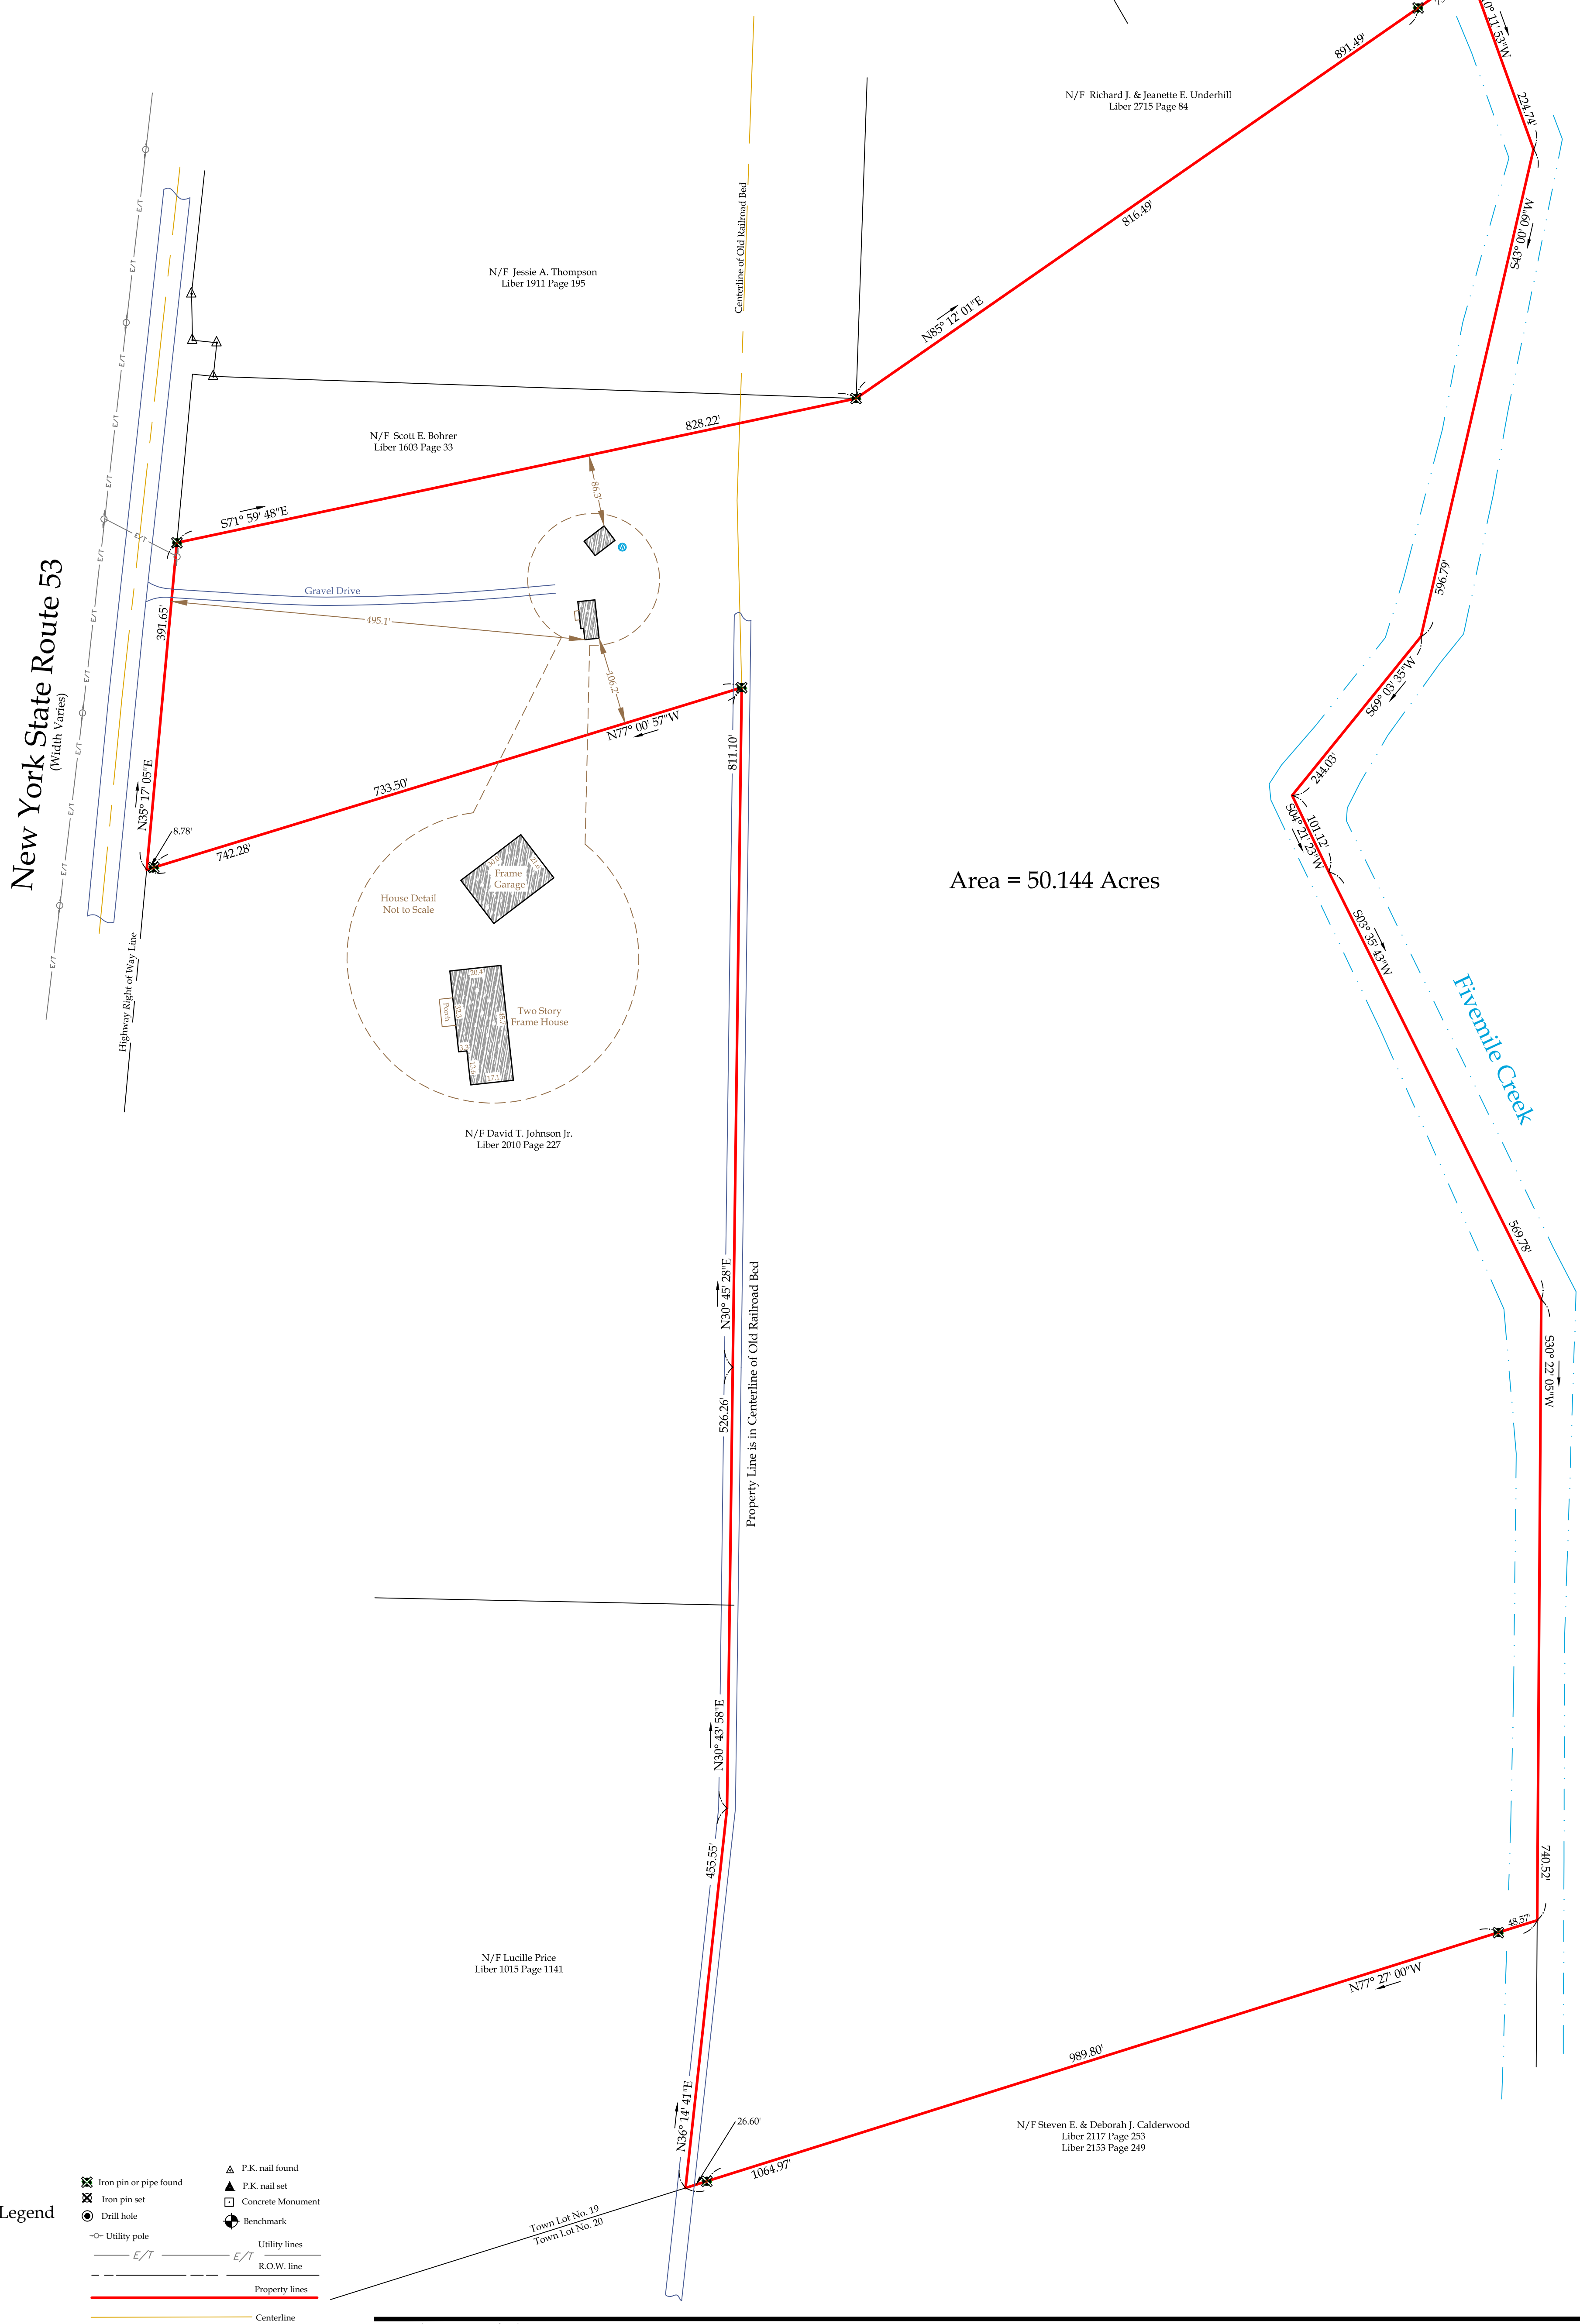 891.49'
11' 53"W
N/F Richard J. & Jeanette E. Underhill
Liber 2715 Page 84
224.74'
816.49'
S43° 00' 09"W
Centerline of Old Railroad Bed
N/F Jessie A. Thompson
Liber 1911 Page 195
E/T
E/T
E/T
E/T
E/T
E/T
E/T
E/T
E/T
E/T
N85° 12' 01"E
828.22'
N/F Scott E. Bohrer
Liber 1603 Page 33
86.3'
S71° 59' 48"E
W
New York State Route 53
(Width Varies)
Gravel Drive
596.79'
391.65'
495.1'
106.2'
S69° 03' 35"W
N77° 00' 57"W
811.10'
733.50'
244.03'
N35° 17' 05"E
8.78'
742.28'
S04° 21' 23"W
101.12'
Frame
Garage
Area = 50.144 Acres
House Detail
Not to Scale
S03° 35' 43"W
Highway Right of Way Line
20.4'
Porch
Two Story
Frame House
17.1'
Fivemile Creek
N/F David T. Johnson Jr.
Liber 2010 Page 227
569.78'
N30° 45' 28"E
Property Line is in Centerline of Old Railroad Bed
S30° 22' 05"W
526.26'
N30° 43' 58"E
455.55'
740.52'
48.57'
N/F Lucille Price
Liber 1015 Page 1141
N77° 27' 00"W
989.80'
N36° 14' 41"E
26.60'
N/F Steven E. & Deborah J. Calderwood
Liber 2117 Page 253
Liber 2153 Page 249
1064.97'
Town Lot No. 19
Town Lot No. 20
Legend
Iron pin or pipe found
Iron pin set
Drill hole
Utility pole
P.K. nail found
P.K. nail set
Concrete Monument
Benchmark
Utility lines
E/T
E/T
R.O.W. line
Property lines
Centerline